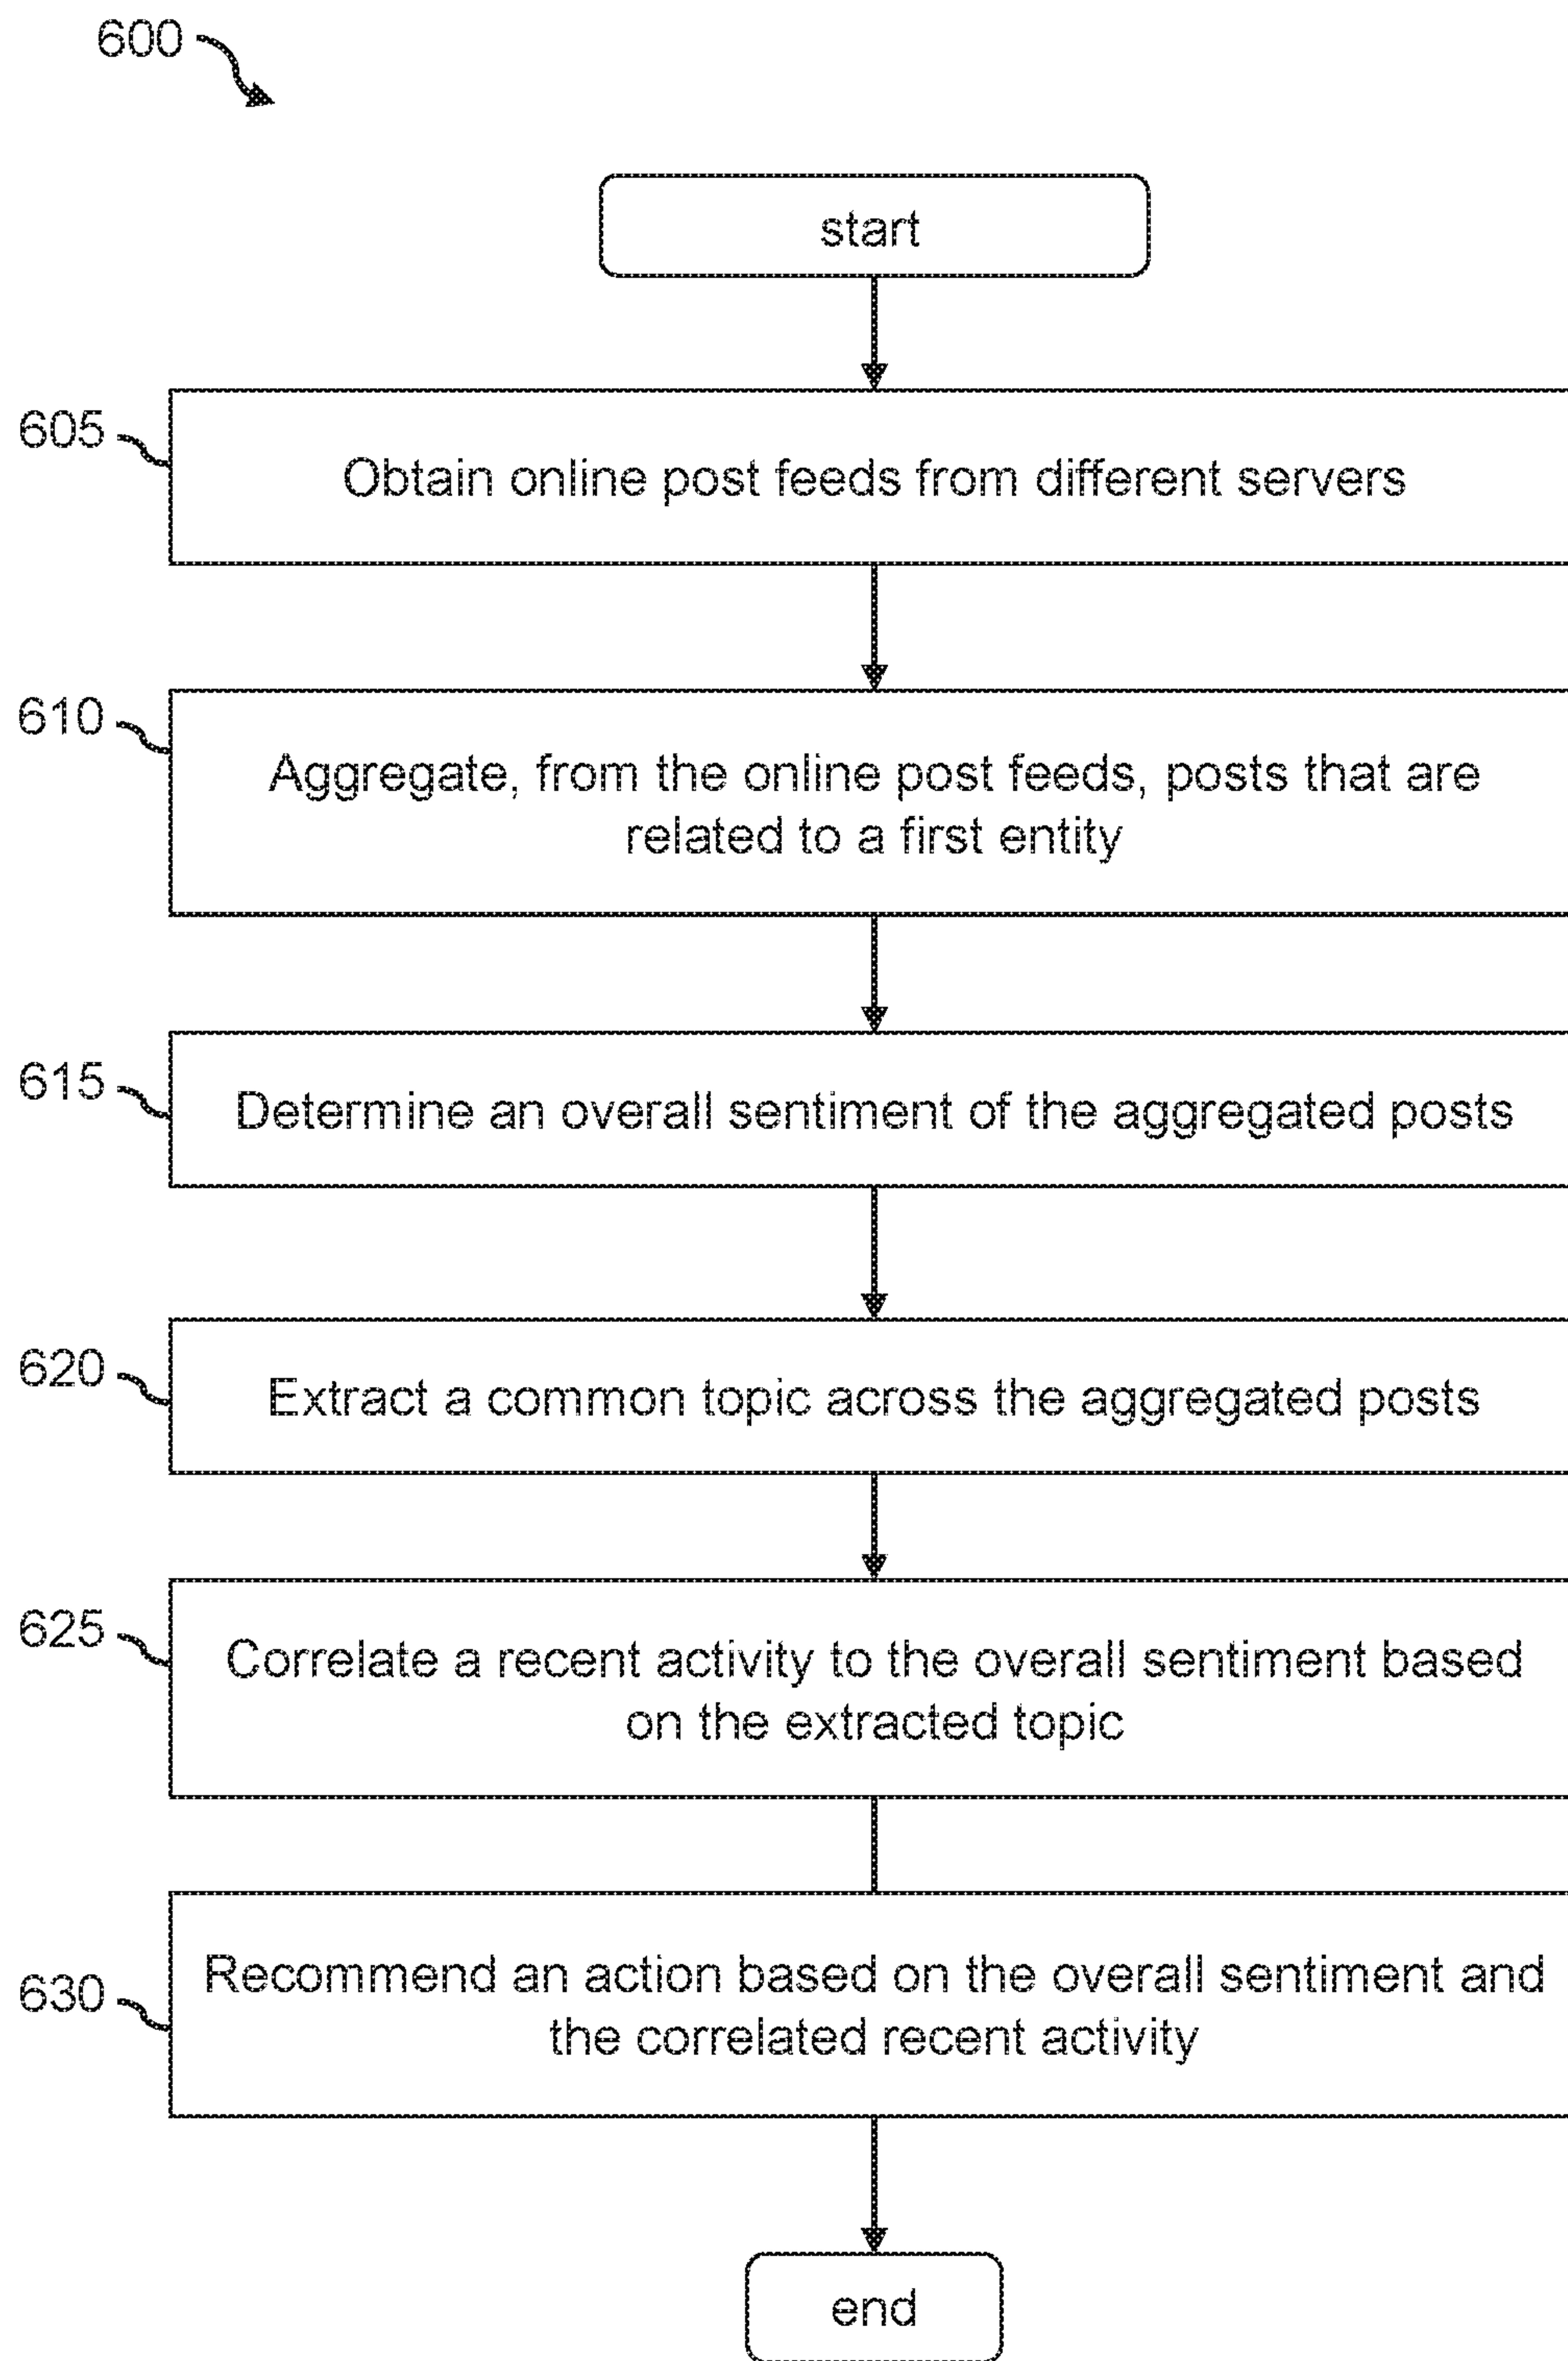 600
start
605
Obtain online post feeds from different servers
610
Aggregate, from the online post feeds, posts that are
related to a first entity
615
Determine an overall sentiment of the aggregated posts
620
Extract a common topic across the aggregated posts
625
Correlate a recent activity to the overall sentiment based
on the extracted topic
630
Recommend an action based on the overall sentiment and
the correlated recent activity
end